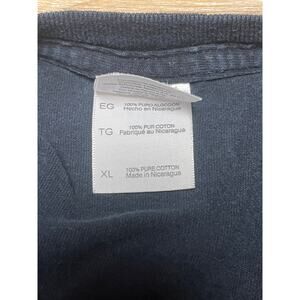 EG 100% PURO ALGODON
Hecho en Nicaragua
TG 100% PUR COTON
Fabriqué au Nicaragua
XL 100% PURE COTTON
Made in Nicaragua